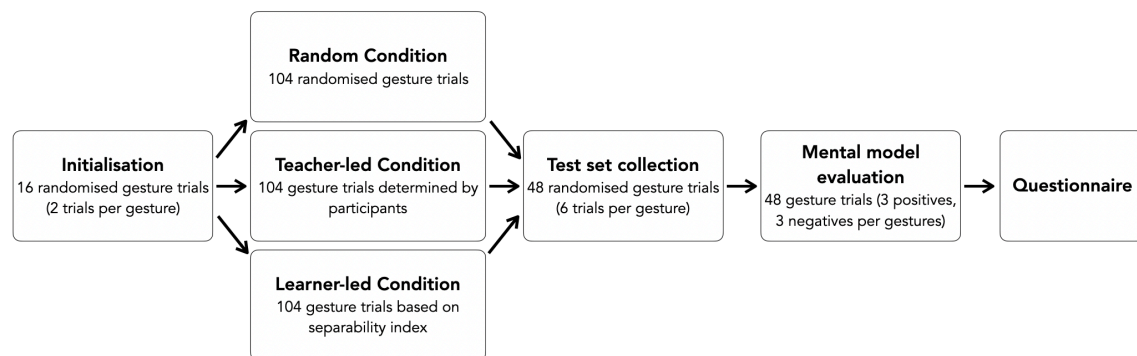 Random Condition
104 randomised gesture trials
Initialisation
16 randomised gesture trials
(2 trials per gesture)
Teacher-led Condition
104 gesture trials determined by
participants
Learner-led Condition
104 gesture trials based on
separability index
Test set collection
48 randomised gesture trials
(6 trials per gesture)
Mental model
evaluation
48 gesture trials (3 positives,
3 negatives per gestures)
Questionnaire